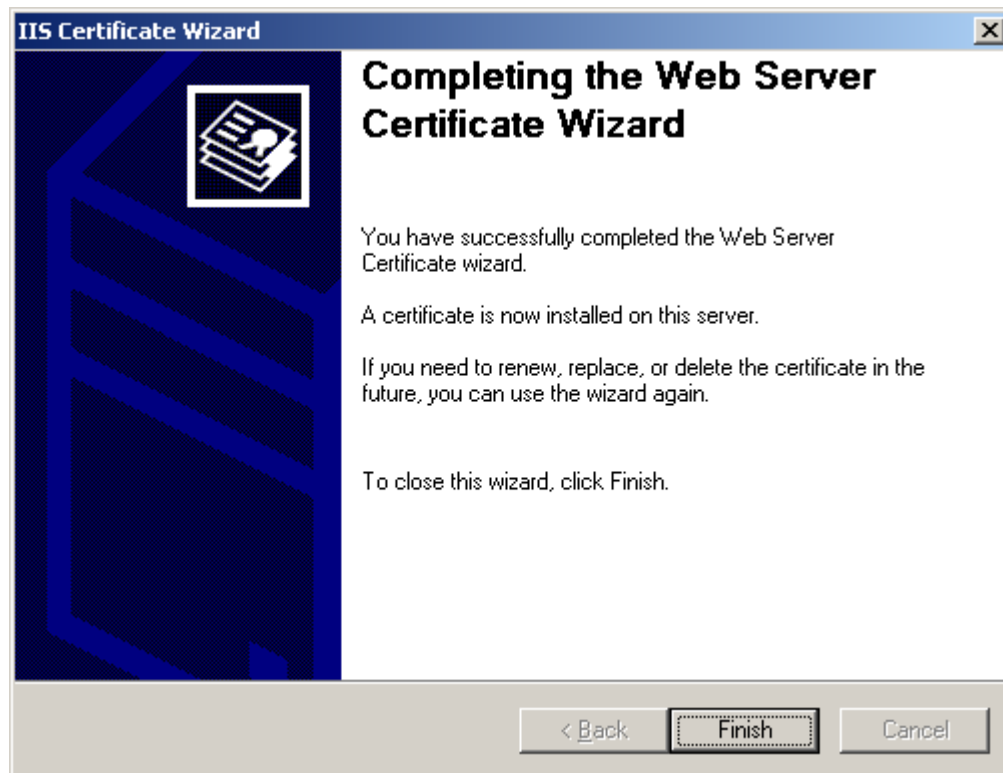 IIS Certificate Wizard
Completing the Web Server
Certificate Wizard
You have successfully completed the Web Server
Certificate wizard.
A certificate is now installed on this server.
If you need to renew, replace, or delete the certificate in the
future, you can use the wizard again.
To close this wizard, click Finish.
< Back Finish Cancel